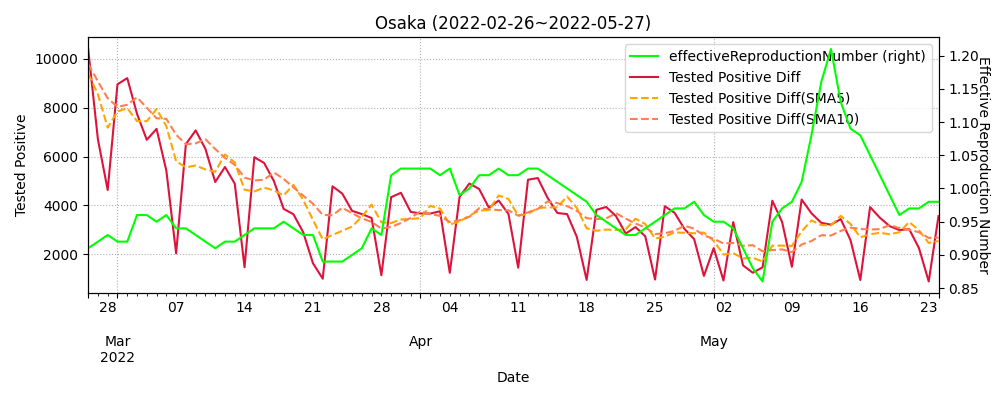 Osaka (2022-02-26~2022-05-27)
effectiveReproductionNumber (right)
Tested Positive Diff
Tested Positive Diff(SMA5)
Tested Positive Diff(SMA10)
Tested Positive
10000
8000
6000
4000
2000
Effective Reproduction Number
1.20
1.15
1.10
1.05
1.00
0.95
0.90
0.85
28 07 14 21 28 04 11 18 25 02 09 16 23
Mar Apr May
2022
Date